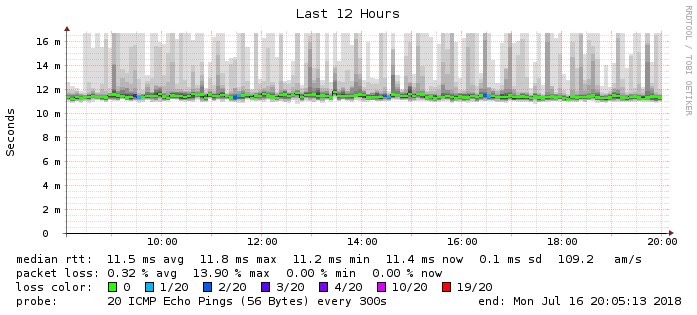 Last 12 Hours
RRDTOOL / TOBI OETIKER
Seconds
16 m
14 m
12 m
10 m
8 m
6 m
4 m
2 m
0
10:00 12:00 14:00 16:00 18:00 20:00
median rtt: 11.5 ms avg 11.8 ms max 11.2 ms min 11.4 ms now 0.1 ms sd 109.2 am/s
packet loss: 0.32 % avg 13.90 % max 0.00 % min 0.00 % now
loss color: 0 1/20 2/20 3/20 4/20 10/20 19/20
probe: 20 ICMP Echo Pings (56 Bytes) every 300s end: Mon Jul 16 20:05:13 2018